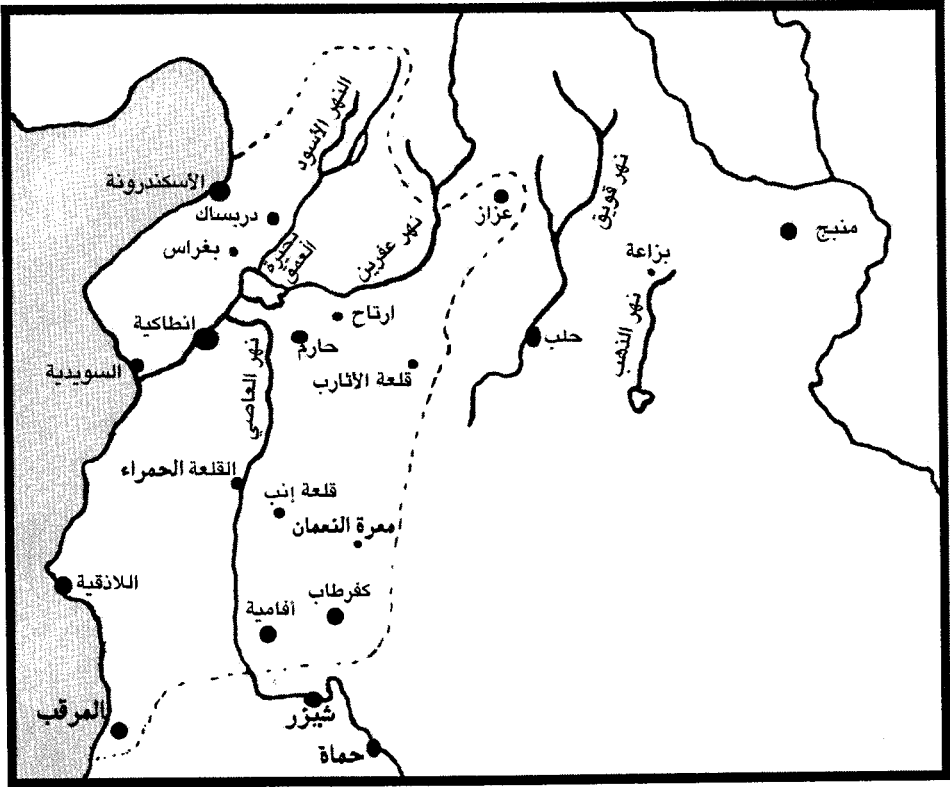 النهر الأسود
الأسكندرونة
دربساك
بغراس
بحيرة
العمق
نهر عفرين
عزاز
نهر قويق
منبج
بزاعة
نهر الذهب
انطاكية
ارتاح
حارم
حلب
السويدية
نهر العاصي
قلعة الأثارب
القلعة الحمراء
قلعة إنب
معرة النعمان
اللاذقية
أفامية
كفرطاب
المرقب
شيزر
حماة